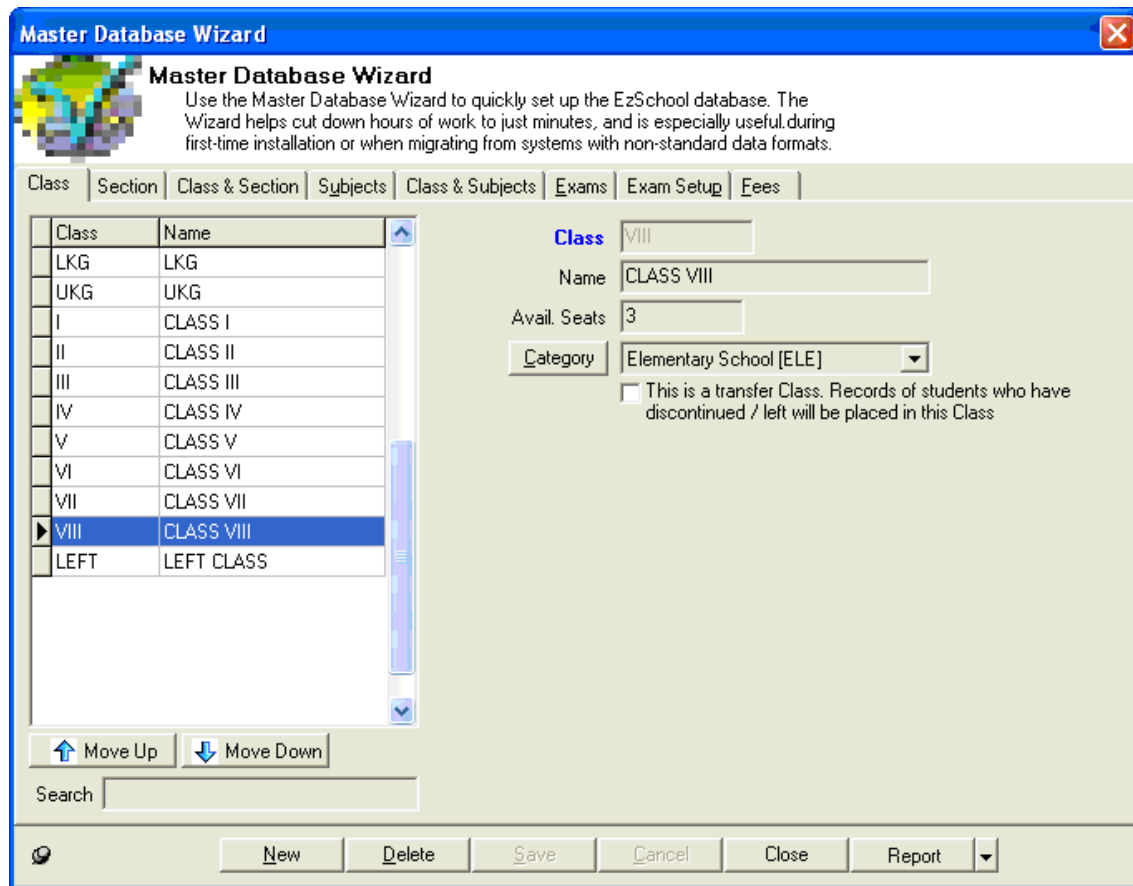 Master Database Wizard
Master Database Wizard
Use the Master Database Wizard to quickly set up the EzSchool database. The
Wizard helps cut down hours of work to just minutes, and is especially useful.during
first-time installation or when migrating from systems with non-standard data formats.
Class Section Class & Section Subjects Class & Subjects Exams Exam Setup Fees
Class Name
LKG LKG
UKG UKG
I CLASS I
II CLASS II
III CLASS III
IV CLASS IV
V CLASS V
VI CLASS VI
VII CLASS VII
VIII CLASS VIII
LEFT LEFT CLASS
Move Up Move Down
Search
Class VIII
Name CLASS VIII
Avail. Seats 3
Category Elementary School [ELE]
This is a transfer Class. Records of students who have
discontinued / left will be placed in this Class
New Delete Save Cancel Close Report